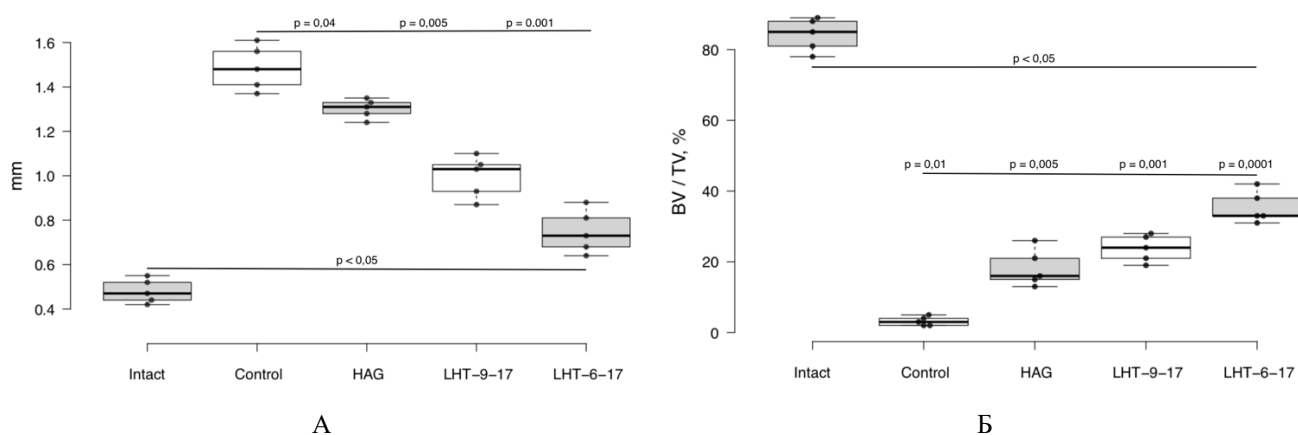 p = 0,04 p = 0,005 p = 0.001
1.6
1.4
1.2
1.0
0.8
0.6
0.4
mm
p < 0,05
Intact Control HAG LHT-9-17 LHT-6-17
А
80
60
40
20
0
BV / TV, %
p < 0,05
p = 0,01 p = 0,005 p = 0,001 p = 0,0001
Intact Control HAG LHT-9-17 LHT-6-17
Б